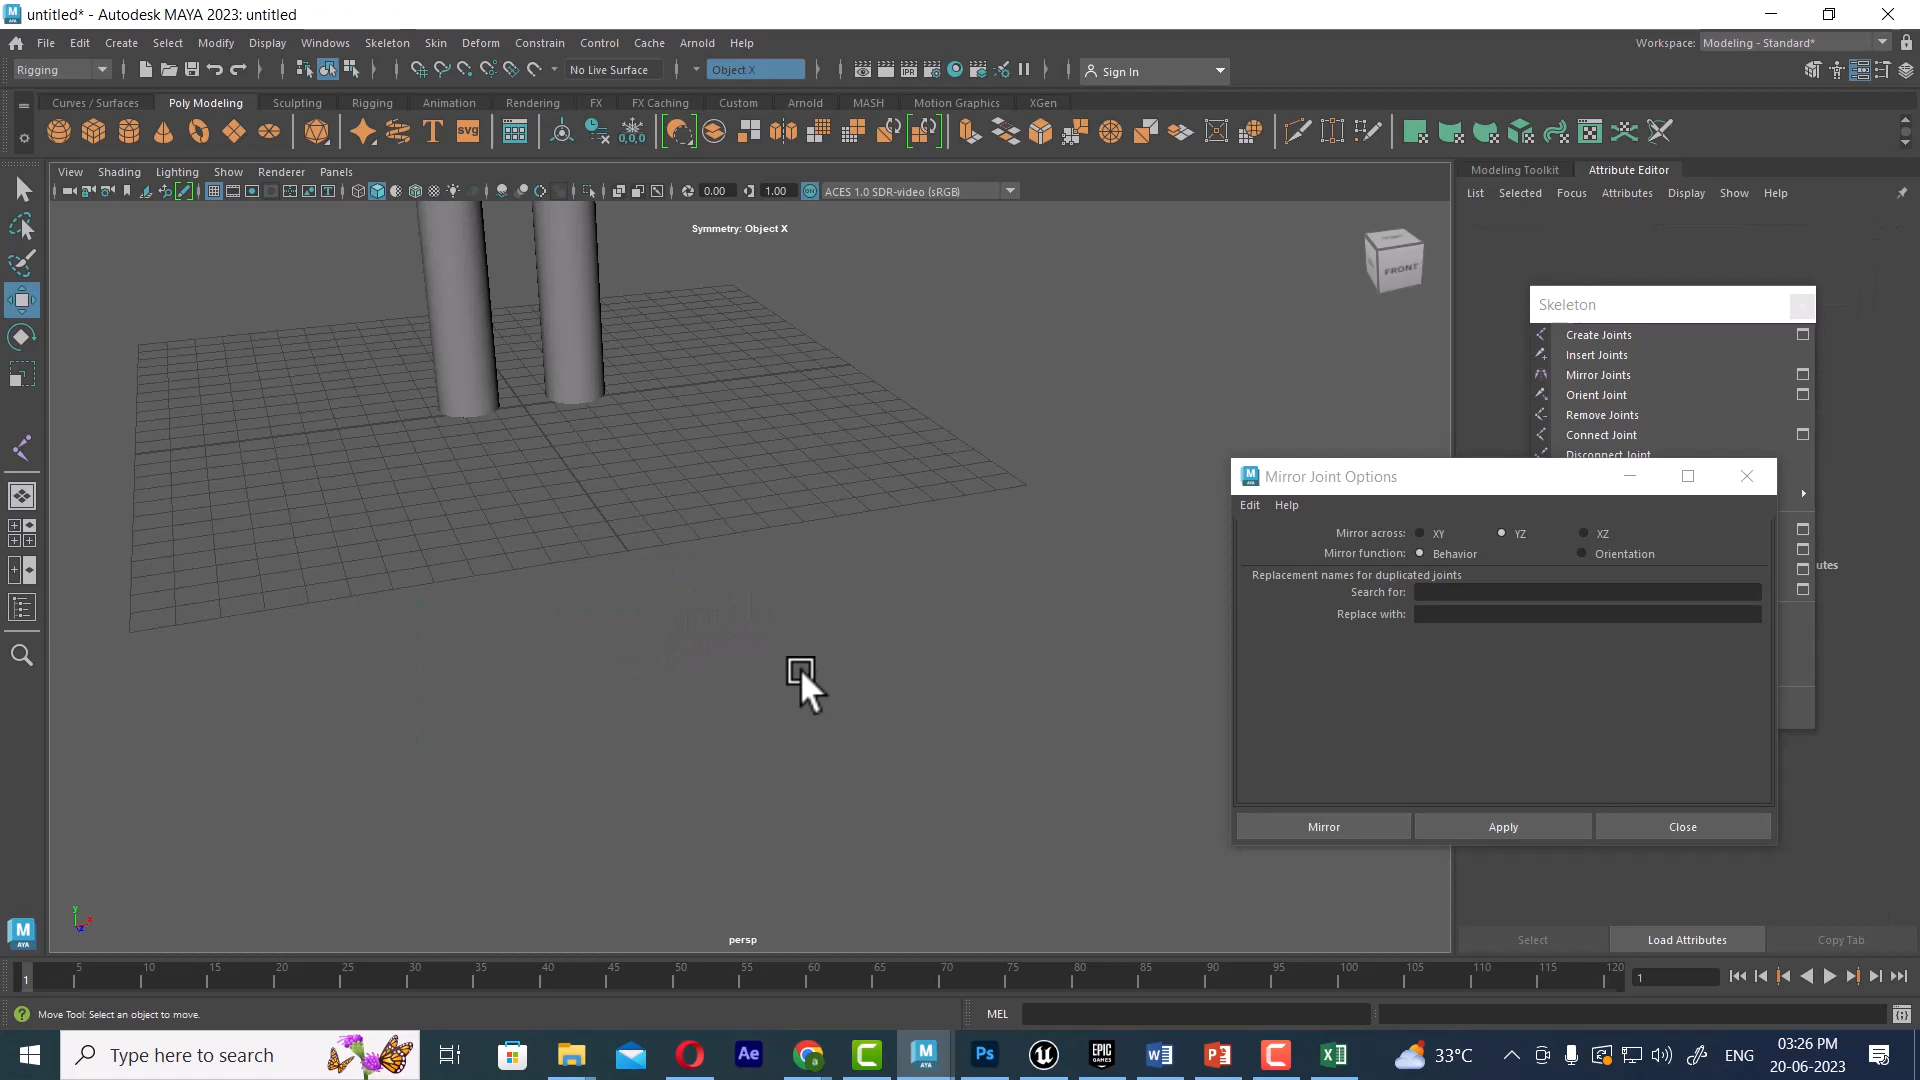 untitled* - Autodesk MAYA 2023: untitled
File Edit Create Select Modify Display Windows Skeleton Skin Deform Constrain Control Cache Arnold Help
Workspace: Modeling - Standard*
Rigging
No Live Surface
Object X
Sign In
Curves / Surfaces Poly Modeling Sculpting Rigging Animation Rendering FX FX Caching Custom Arnold MASH Motion Graphics XGen
T svg 0,0,0
View Shading Lighting Show Renderer Panels
0.00 1.00 ACES 1.0 SDR-video (sRGB)
Modeling Toolkit Attribute Editor
List Selected Focus Attributes Display Show Help
Symmetry: Object X
FRONT
Skeleton
Create Joints
Insert Joints
Mirror Joints
Orient Joint
Remove Joints
Connect Joint
Disconnect Joint
Mirror Joint Options
Edit Help
Mirror across: XY YZ XZ
Mirror function: Behavior Orientation
Replacement names for duplicated joints
Search for:
Replace with:
Mirror Apply Close
utes
persp
Select Load Attributes Copy Tab
5 10 15 20 25 30 35 40 45 50 55 60 65 70 75 80 85 90 95 100 105 110 115 120
1
1
Move Tool: Select an object to move.
MEL
Type here to search
33°C
ENG
03:26 PM
20-06-2023